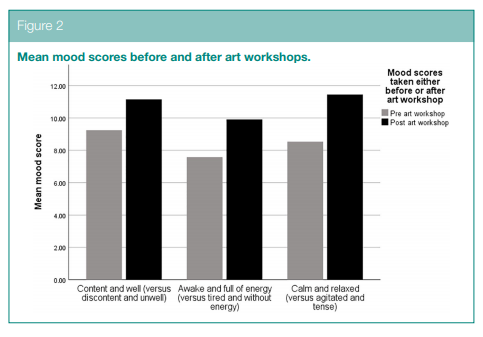 Figure 2
Mean mood scores before and after art workshops.
Mood scores
taken either
before or after
art workshop
Pre art workshop
Post art workshop
Mean mood score
12.00
10.00
8.00
6.00
4.00
2.00
0.00
Content and well (versus
discontent and unwell)
Awake and full of energy
(versus tired and without
energy)
Calm and relaxed
(versus agitated and
tense)